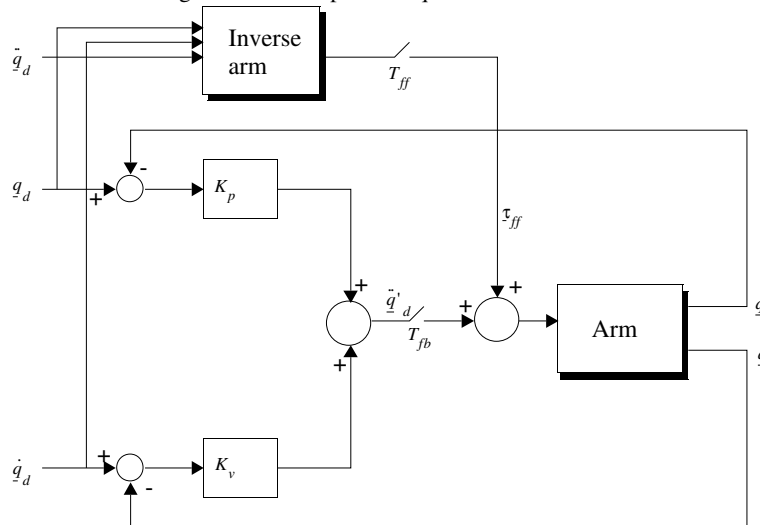 Inverse
arm
q̈_d
T_ff
-
q_d
+
K_p
τ_ff
+
+
q̈'_d
+
T_fb
+
Arm
q
q̇_d
+
-
K_v